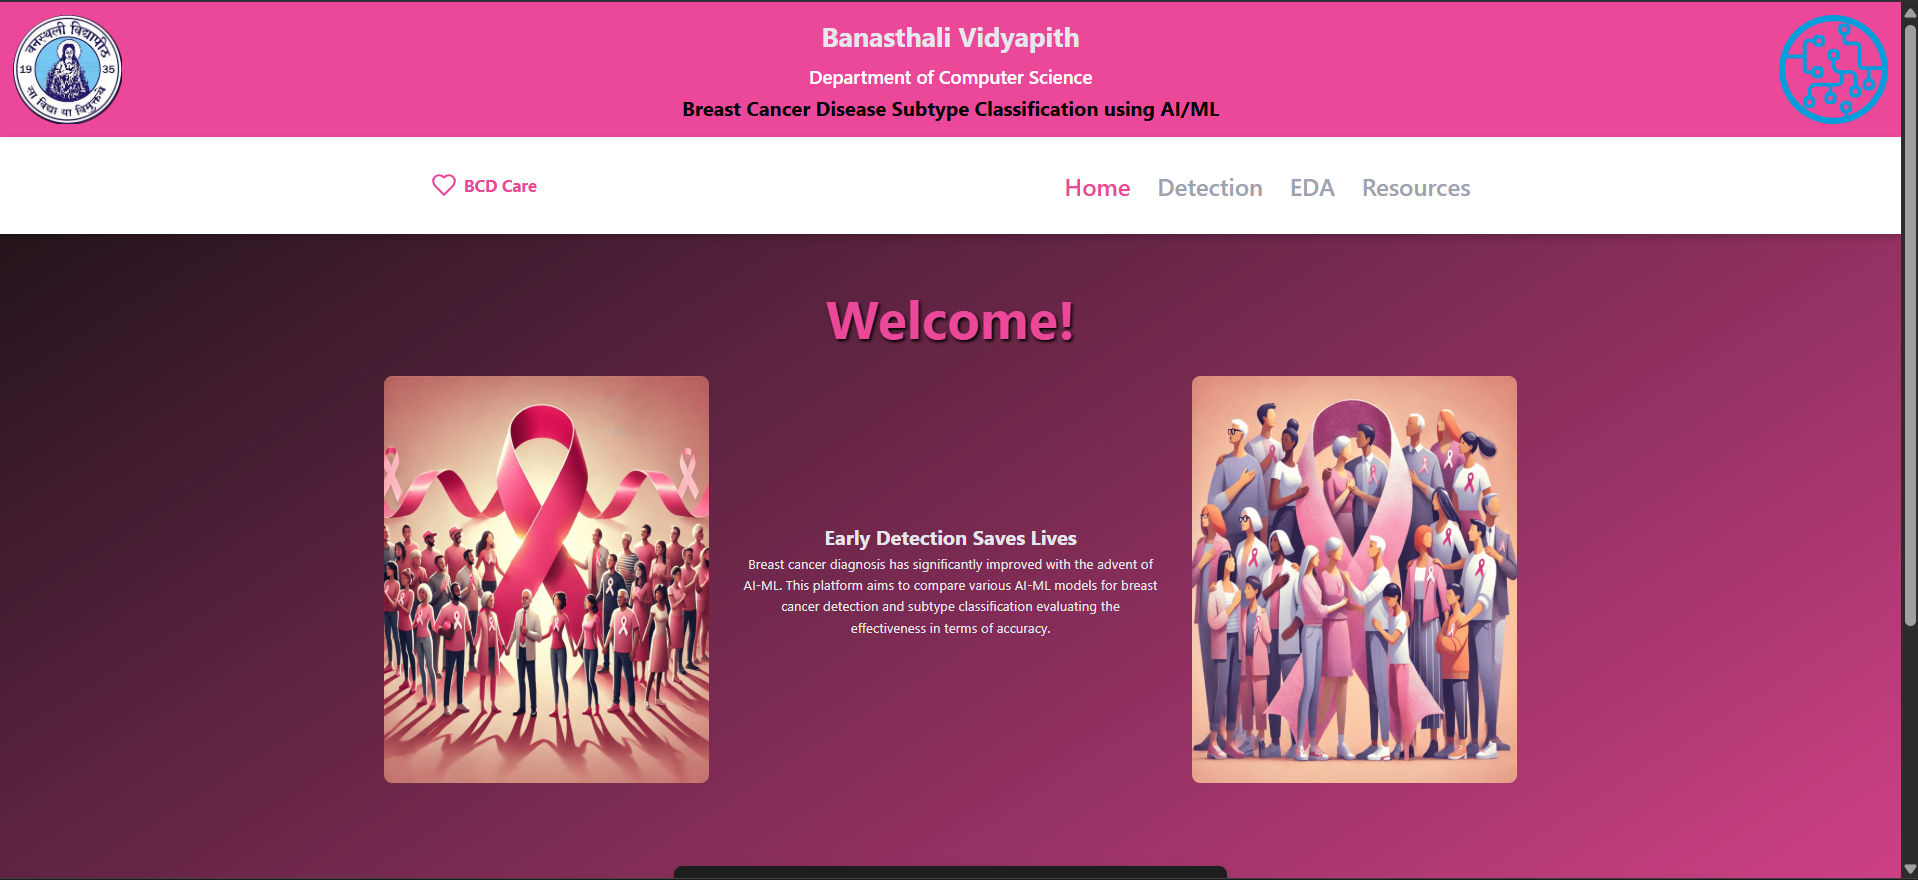 वनस्थली विद्यापीठ
19 35
सा विद्या या विमुक्तये
Banasthali Vidyapith
Department of Computer Science
Breast Cancer Disease Subtype Classification using AI/ML
BCD Care
Home Detection EDA Resources
Welcome!
Early Detection Saves Lives
Breast cancer diagnosis has significantly improved with the advent of
AI-ML. This platform aims to compare various AI-ML models for breast
cancer detection and subtype classification evaluating the
effectiveness in terms of accuracy.